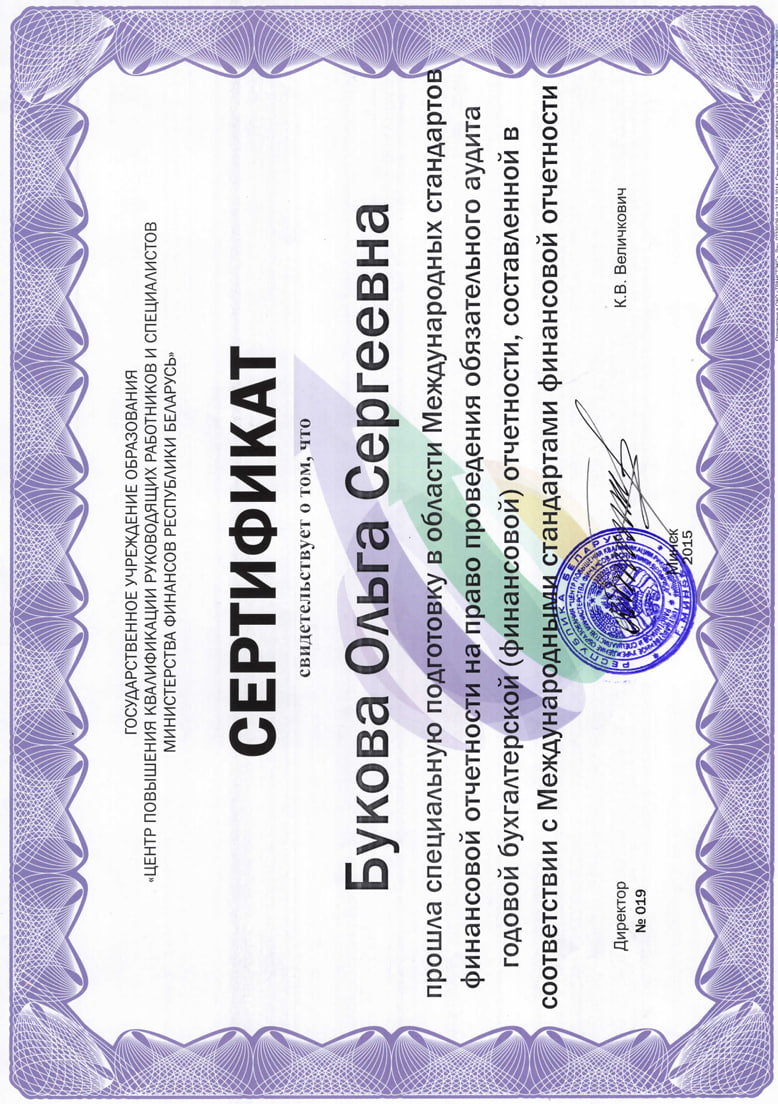 ГОСУДАРСТВЕННОЕ УЧРЕЖДЕНИЕ ОБРАЗОВАНИЯ
«ЦЕНТР ПОВЫШЕНИЯ КВАЛИФИКАЦИИ РУКОВОДЯЩИХ РАБОТНИКОВ И СПЕЦИАЛИСТОВ
МИНИСТЕРСТВА ФИНАНСОВ РЕСПУБЛИКИ БЕЛАРУСЬ»
СЕРТИФИКАТ
свидетельствует о том, что
Букова Ольга Сергеевна
прошла специальную подготовку в области Международных стандартов
финансовой отчетности на право проведения обязательного аудита
годовой бухгалтерской (финансовой) отчетности, составленной в
соответствии с Международными стандартами финансовой отчетности
РЕСПУБЛИКА БЕЛАРУСЬ
Г. МИНСК
Директор
К.В. Величкович
№ 019
Минск
2015